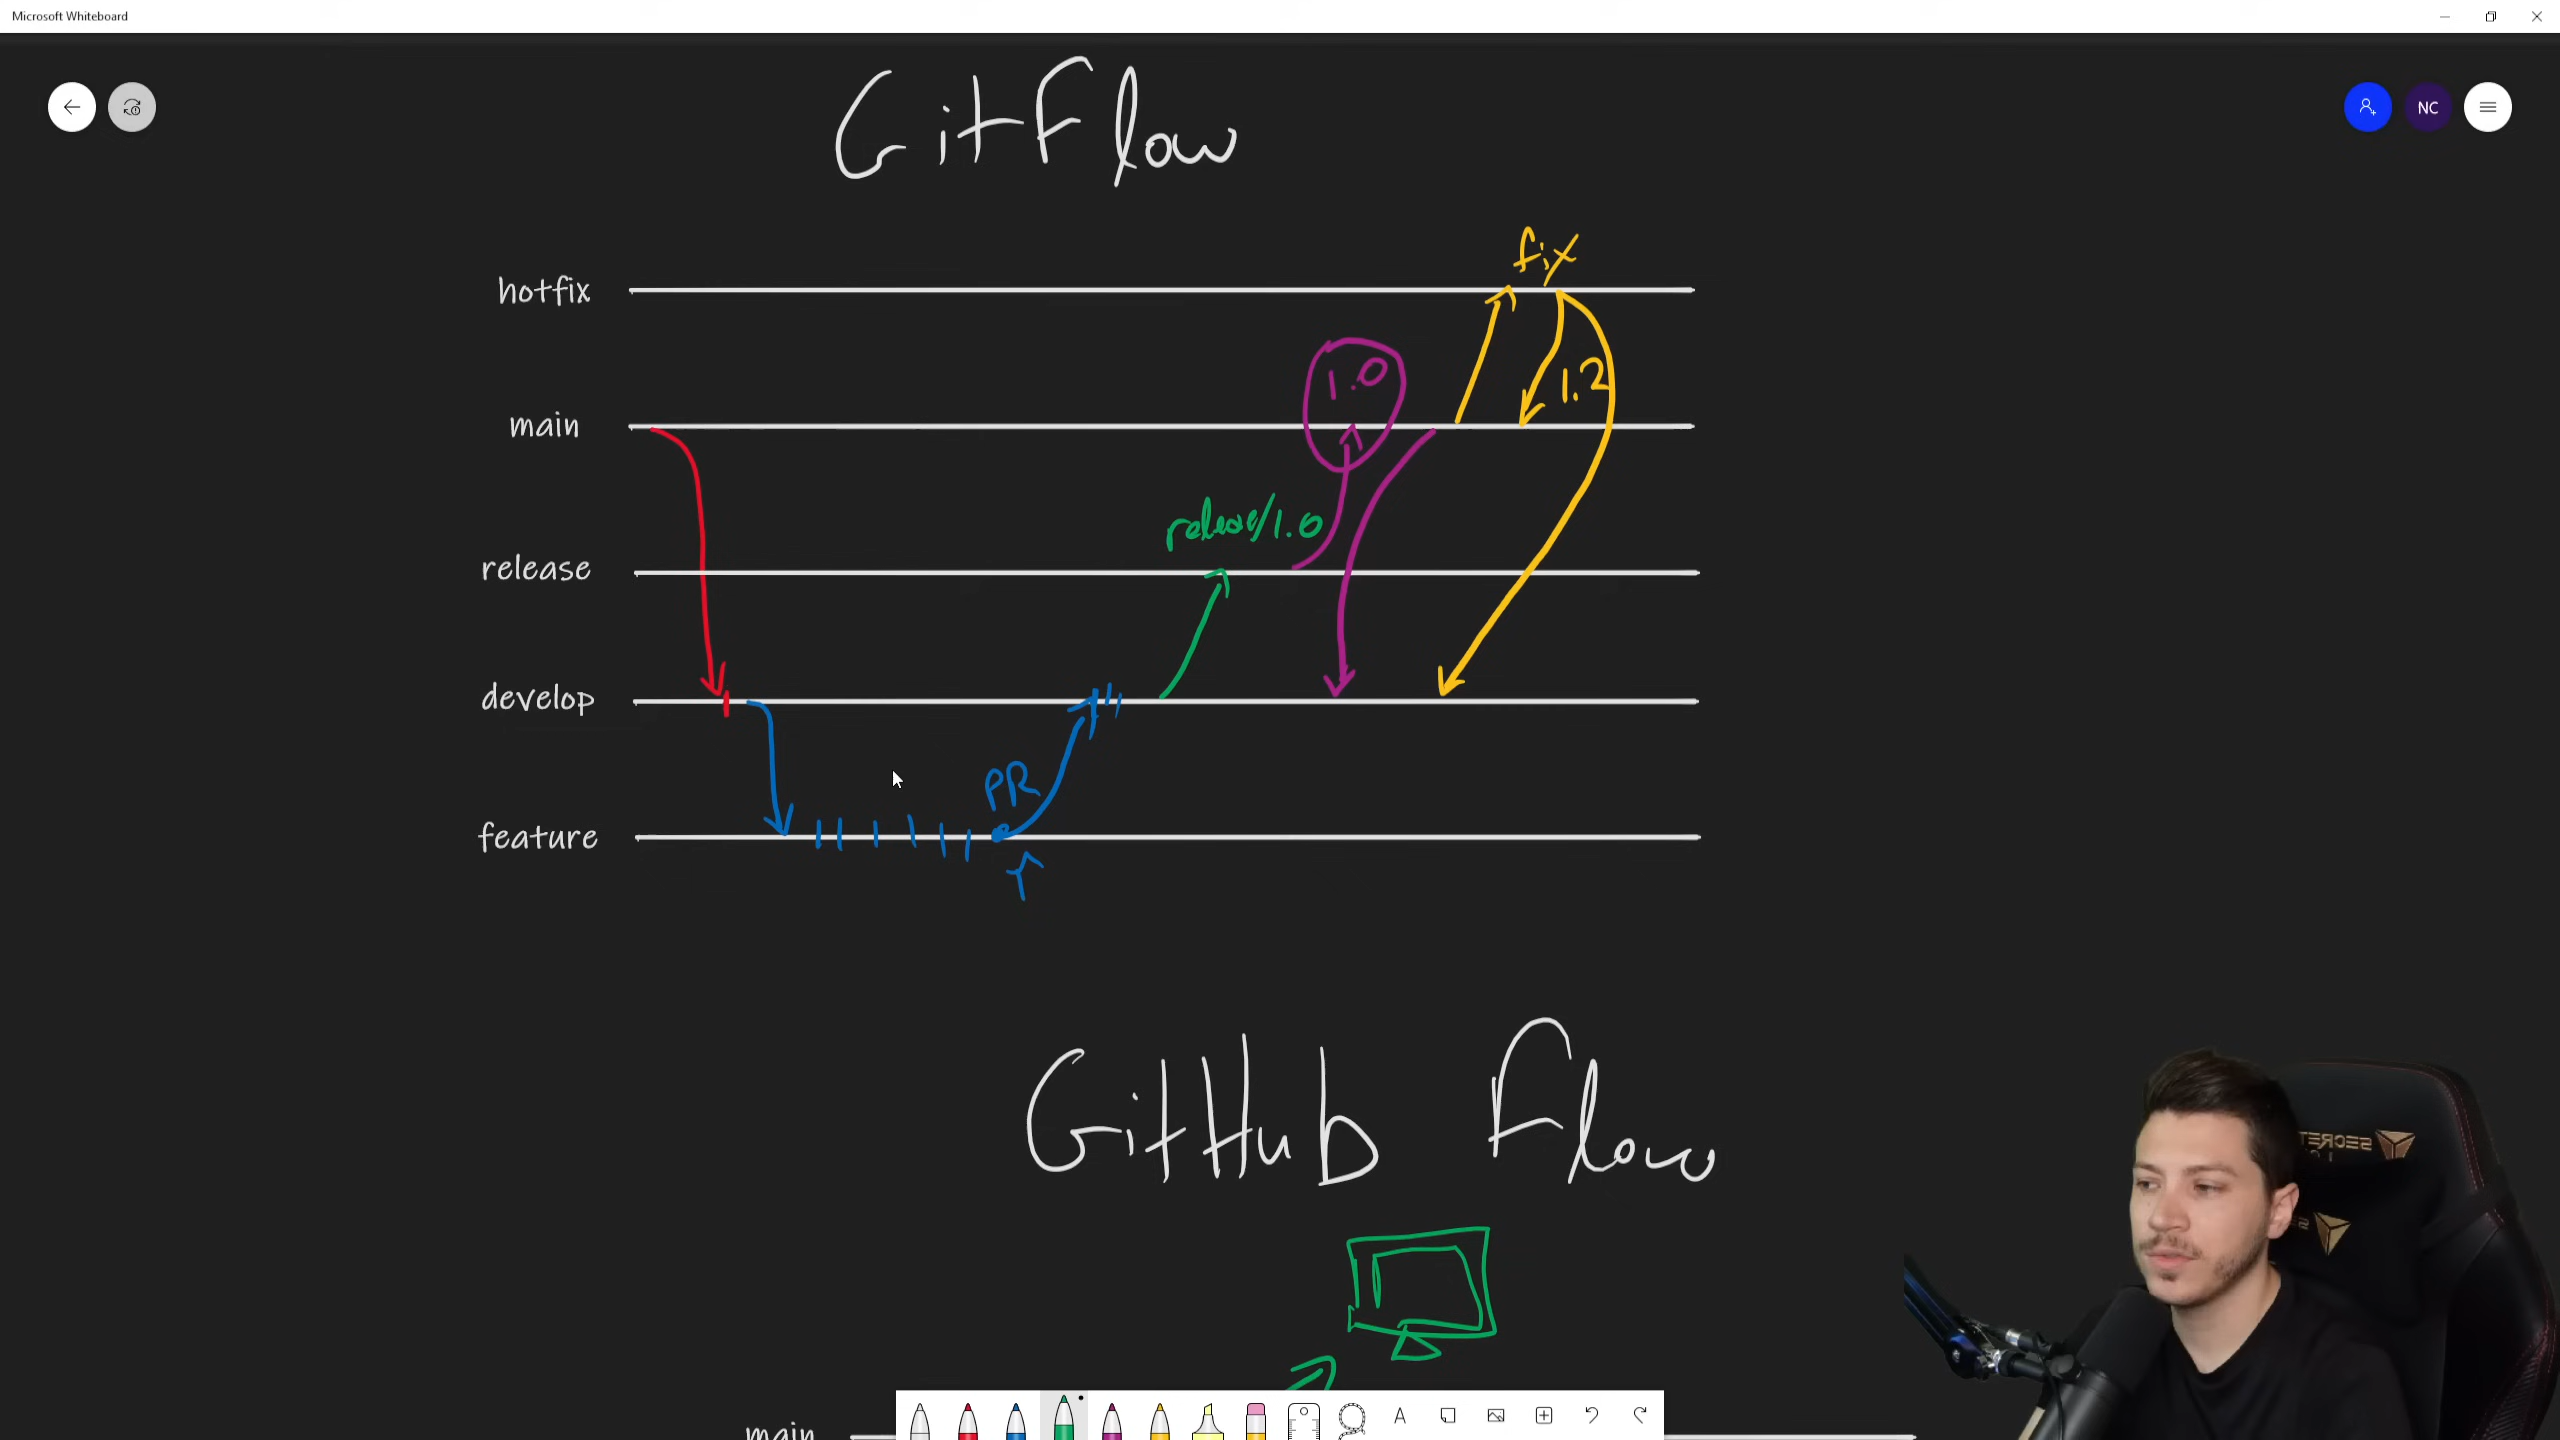 Microsoft Whiteboard
NC
GitFlow
fix
hotfix
1.0
1.2
main
release/1.0
release
develop
PR
feature
GitHub Flow
SECRET
A
main